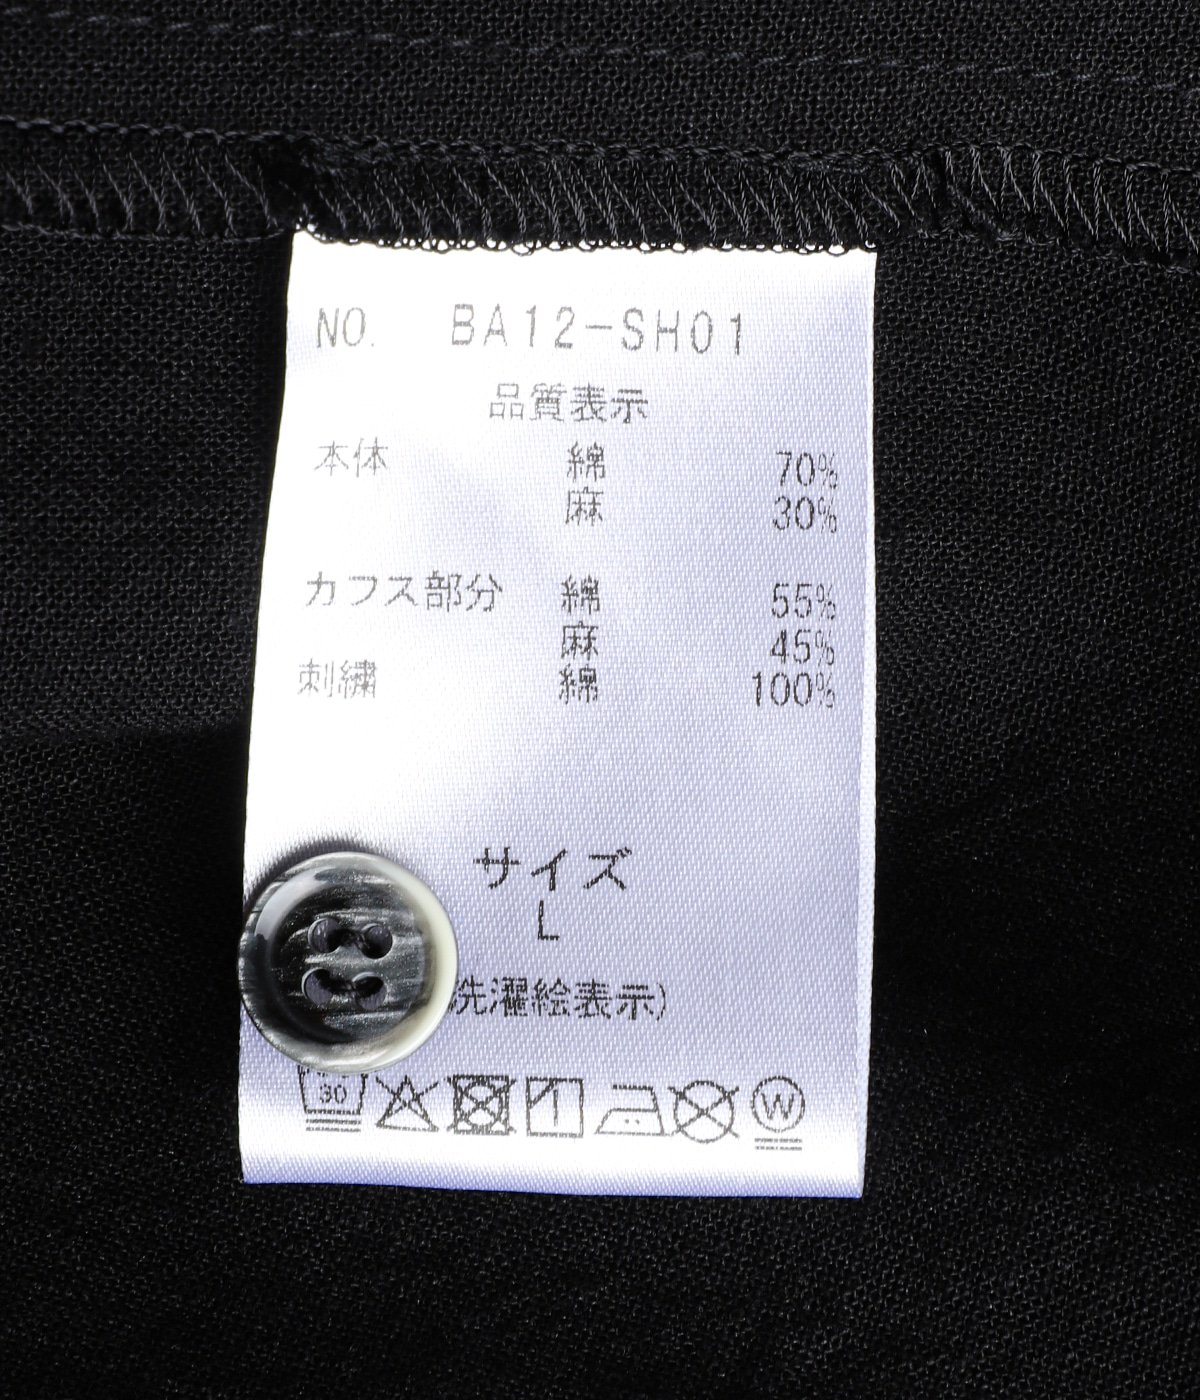 NO. BA12-SH01
品質表示
本体 綿 70%
麻 30%
カフス部分 綿 55%
麻 45%
刺繍 綿 100%
サイズ
L
洗濯絵表示)
30
W